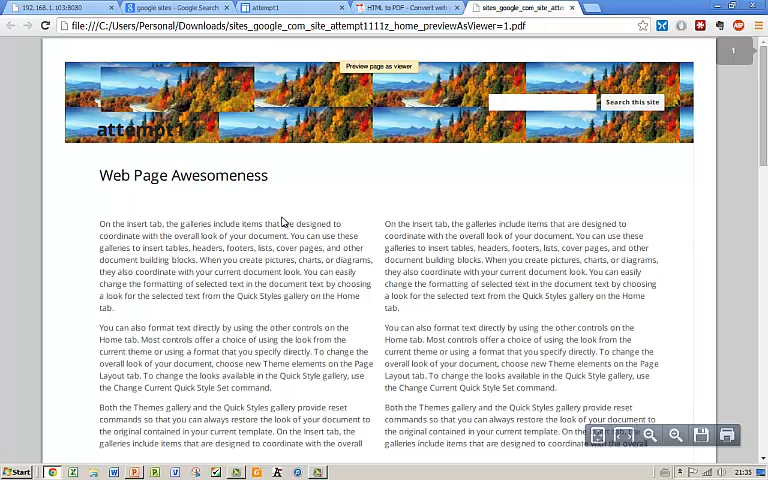 192.168.1.103:8080
google sites - Google Search
attempt1
HTML to PDF - Convert web
sites_google_com_site_attem
file:///C:/Users/Personal/Downloads/sites_google_com_site_attempt1111z_home_previewAsViewer=1.pdf
1
Preview page as viewer
Search this site
attempt1
Web Page Awesomeness
On the Insert tab, the galleries include items that are designed to
coordinate with the overall look of your document. You can use these
galleries to insert tables, headers, footers, lists, cover pages, and other
document building blocks. When you create pictures, charts, or diagrams,
they also coordinate with your current document look. You can easily
change the formatting of selected text in the document text by choosing
a look for the selected text from the Quick Styles gallery on the Home
tab.
You can also format text directly by using the other controls on the
Home tab. Most controls offer a choice of using the look from the
current theme or using a format that you specify directly. To change the
overall look of your document, choose new Theme elements on the Page
Layout tab. To change the looks available in the Quick Style gallery, use
the Change Current Quick Style Set command.
Both the Themes gallery and the Quick Styles gallery provide reset
commands so that you can always restore the look of your document to
the original contained in your current template. On the Insert tab, the
galleries include items that are designed to coordinate with the overall
On the Insert tab, the galleries include items that are designed to
coordinate with the overall look of your document. You can use these
galleries to insert tables, headers, footers, lists, cover pages, and other
document building blocks. When you create pictures, charts, or diagrams,
they also coordinate with your current document look. You can easily
change the formatting of selected text in the document text by choosing
a look for the selected text from the Quick Styles gallery on the Home
tab.
You can also format text directly by using the other controls on the
Home tab. Most controls offer a choice of using the look from the
current theme or using a format that you specify directly. To change the
overall look of your document, choose new Theme elements on the Page
Layout tab. To change the looks available in the Quick Style gallery, use
the Change Current Quick Style Set command.
Both the Themes gallery and the Quick Styles gallery provide reset
commands so that you can always restore the look of your document to
the original contained in your current template. On the Insert tab, the
galleries include items that are designed to coordinate with the overall
Start
21:35